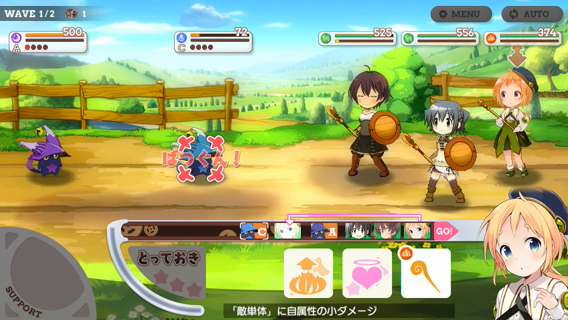 WAVE 1/2 1
MENU
AUTO
500
A
72
C
525
556
374
ばつぐん!
C
A
GO!
とっておき
SUPPORT
「敵単体」に自属性の小ダメージ